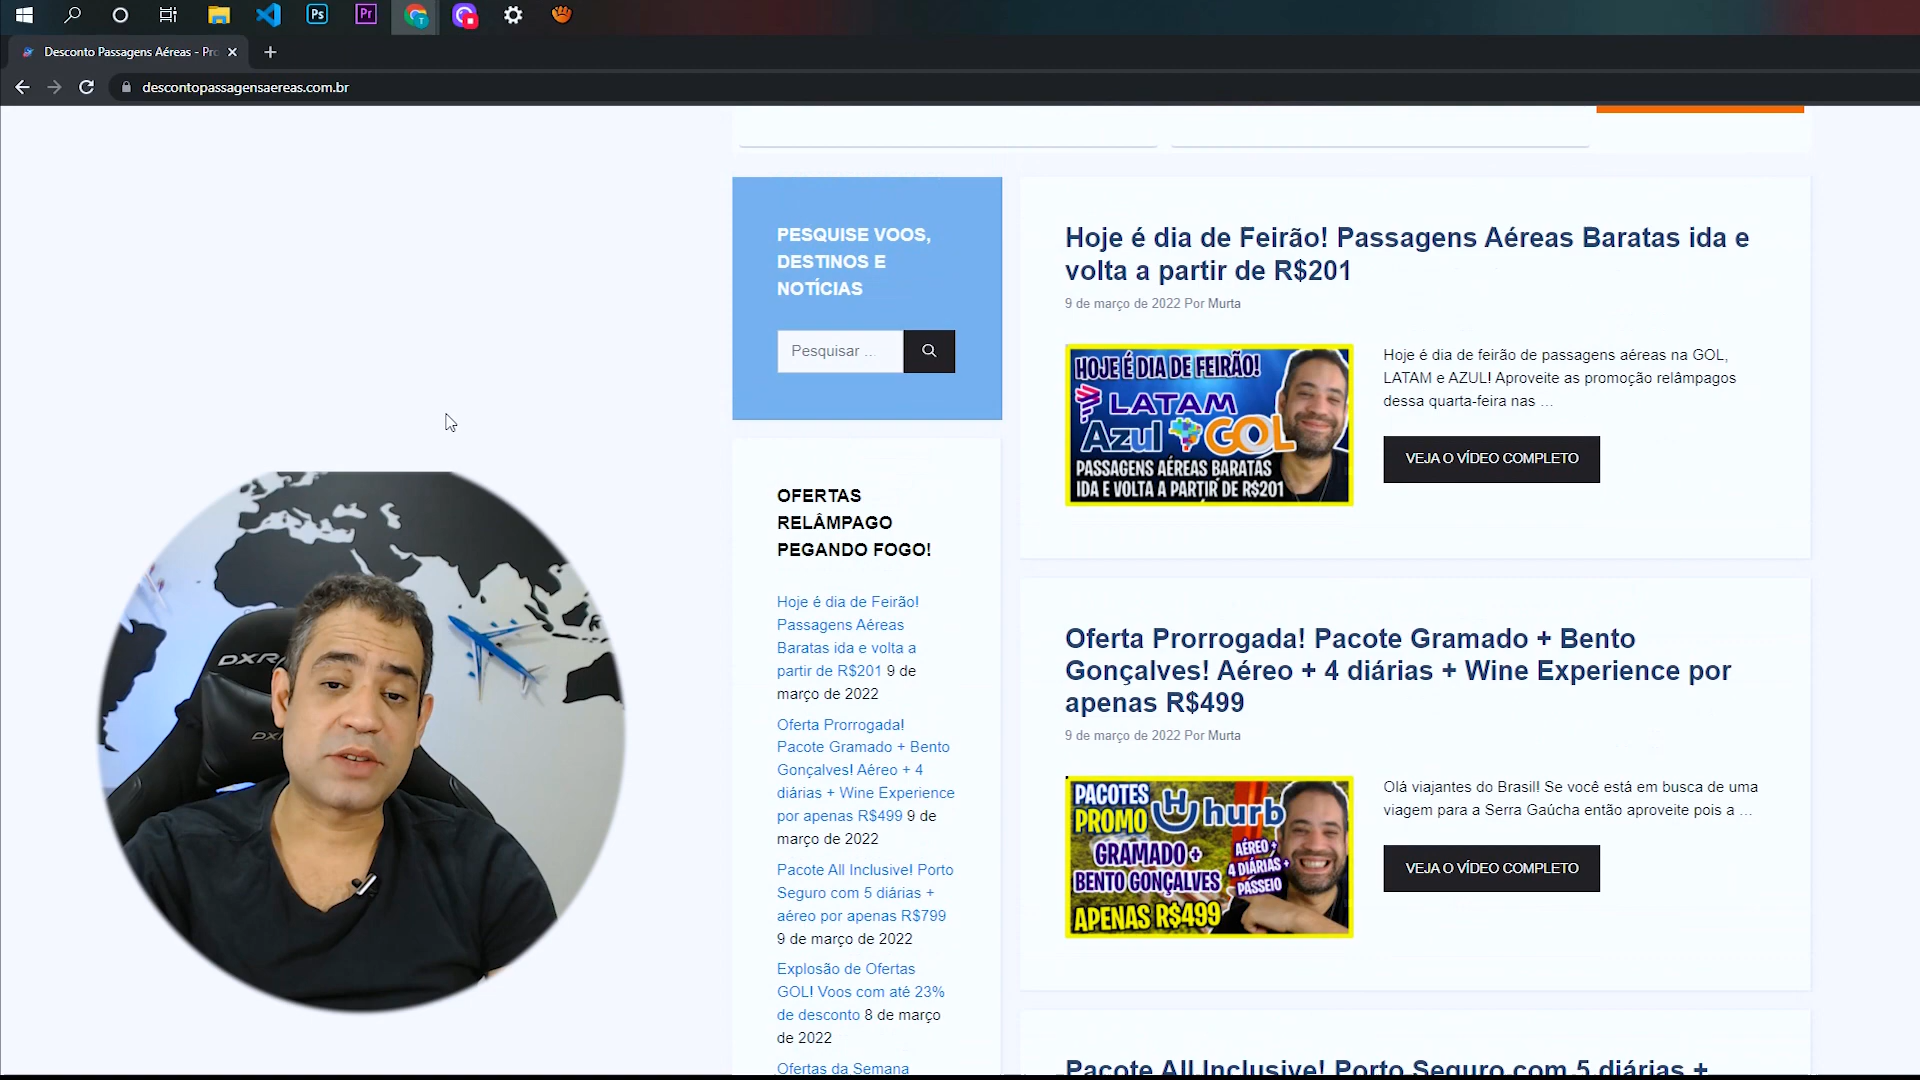 Ps
Pr
Desconto Passagens Aéreas - Pro
descontopassagensaereas.com.br
PESQUISE VOOS,
DESTINOS E
NOTÍCIAS
Pesquisar ...
OFERTAS
RELÂMPAGO
PEGANDO FOGO!
Hoje é dia de Feirão!
Passagens Aéreas
Baratas ida e volta a
partir de R$201 9 de
março de 2022
Oferta Prorrogada!
Pacote Gramado + Bento
Gonçalves! Aéreo + 4
diárias + Wine Experience
por apenas R$499 9 de
março de 2022
Pacote All Inclusive! Porto
Seguro com 5 diárias +
aéreo por apenas R$799
9 de março de 2022
Explosão de Ofertas
GOL! Voos com até 23%
de desconto 8 de março
de 2022
Ofertas da Semana
Hoje é dia de Feirão! Passagens Aéreas Baratas ida e
volta a partir de R$201
9 de março de 2022 Por Murta
HOJE É DIA DE FEIRÃO!
LATAM
Azul GOL
PASSAGENS AÉREAS BARATAS
IDA E VOLTA A PARTIR DE R$201
Hoje é dia de feirão de passagens aéreas na GOL,
LATAM e AZUL! Aproveite as promoção relâmpagos
dessa quarta-feira nas ...
VEJA O VÍDEO COMPLETO
Oferta Prorrogada! Pacote Gramado + Bento
Gonçalves! Aéreo + 4 diárias + Wine Experience por
apenas R$499
9 de março de 2022 Por Murta
PACOTES
PROMO
hurb
GRAMADO +
BENTO GONÇALVES
AÉREO +
4 DIÁRIAS +
PASSEIO
APENAS R$499
Olá viajantes do Brasil! Se você está em busca de uma
viagem para a Serra Gaúcha então aproveite pois a ...
VEJA O VÍDEO COMPLETO
Pacote All Inclusive! Porto Seguro com 5 diárias +